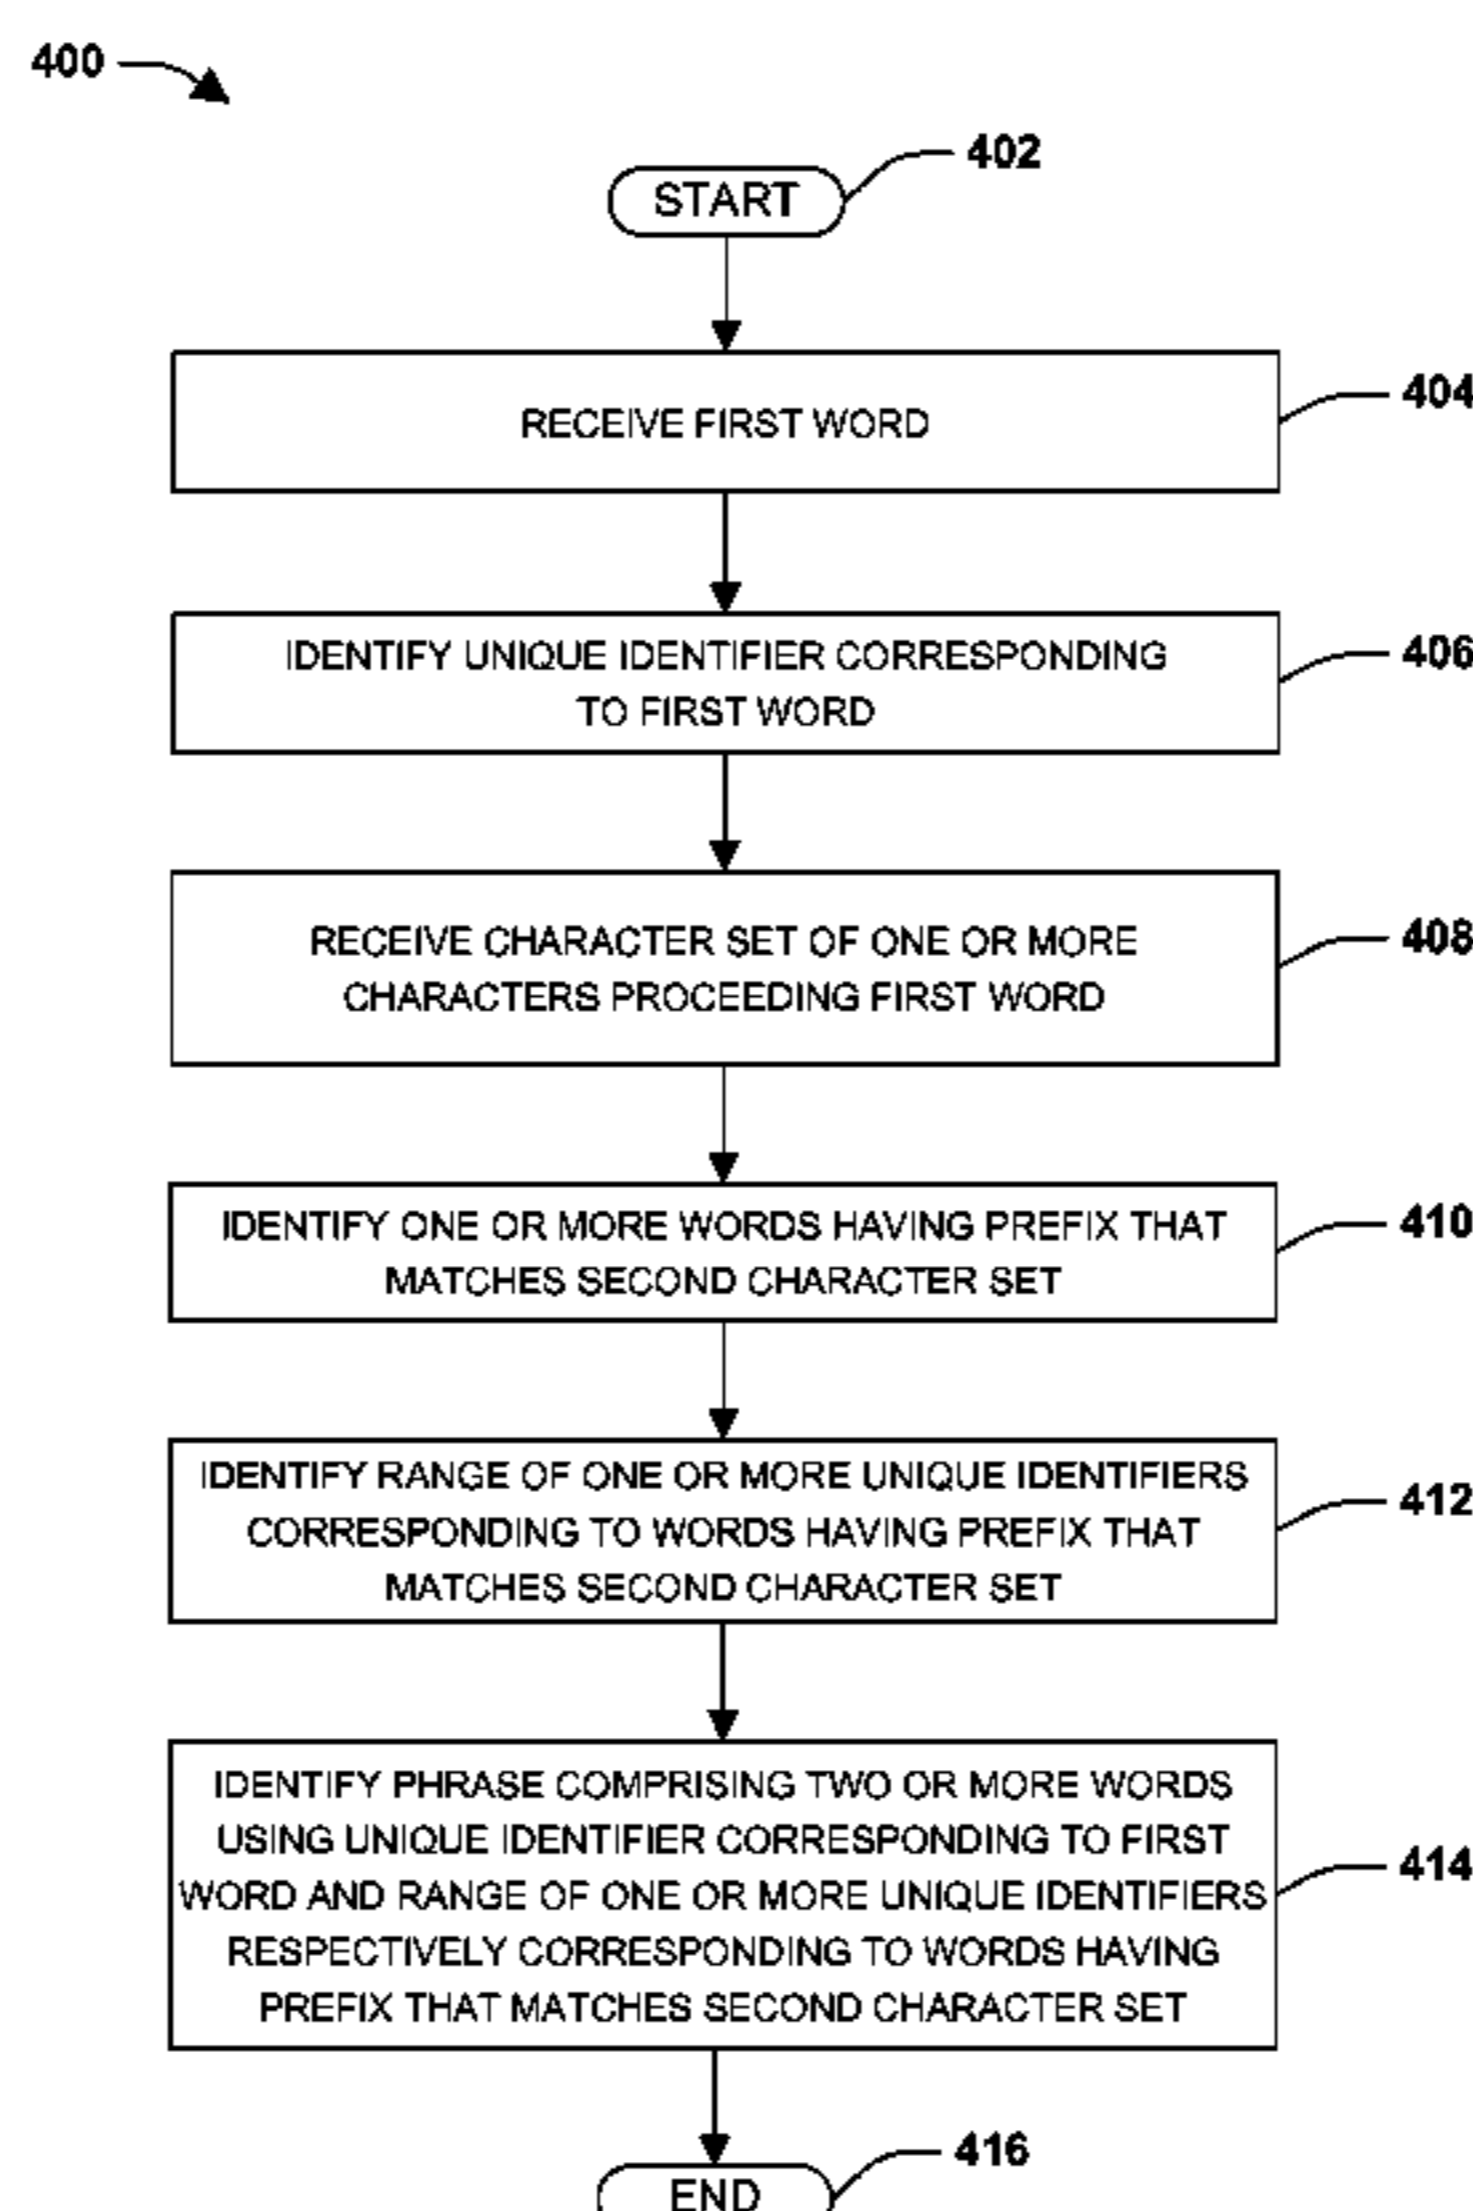 400
402
START
404
RECEIVE FIRST WORD
406
IDENTIFY UNIQUE IDENTIFIER CORRESPONDING
TO FIRST WORD
408
RECEIVE CHARACTER SET OF ONE OR MORE
CHARACTERS PROCEEDING FIRST WORD
410
IDENTIFY ONE OR MORE WORDS HAVING PREFIX THAT
MATCHES SECOND CHARACTER SET
412
IDENTIFY RANGE OF ONE OR MORE UNIQUE IDENTIFIERS
CORRESPONDING TO WORDS HAVING PREFIX THAT
MATCHES SECOND CHARACTER SET
414
IDENTIFY PHRASE COMPRISING TWO OR MORE WORDS
USING UNIQUE IDENTIFIER CORRESPONDING TO FIRST
WORD AND RANGE OF ONE OR MORE UNIQUE IDENTIFIERS
RESPECTIVELY CORRESPONDING TO WORDS HAVING
PREFIX THAT MATCHES SECOND CHARACTER SET
416
END